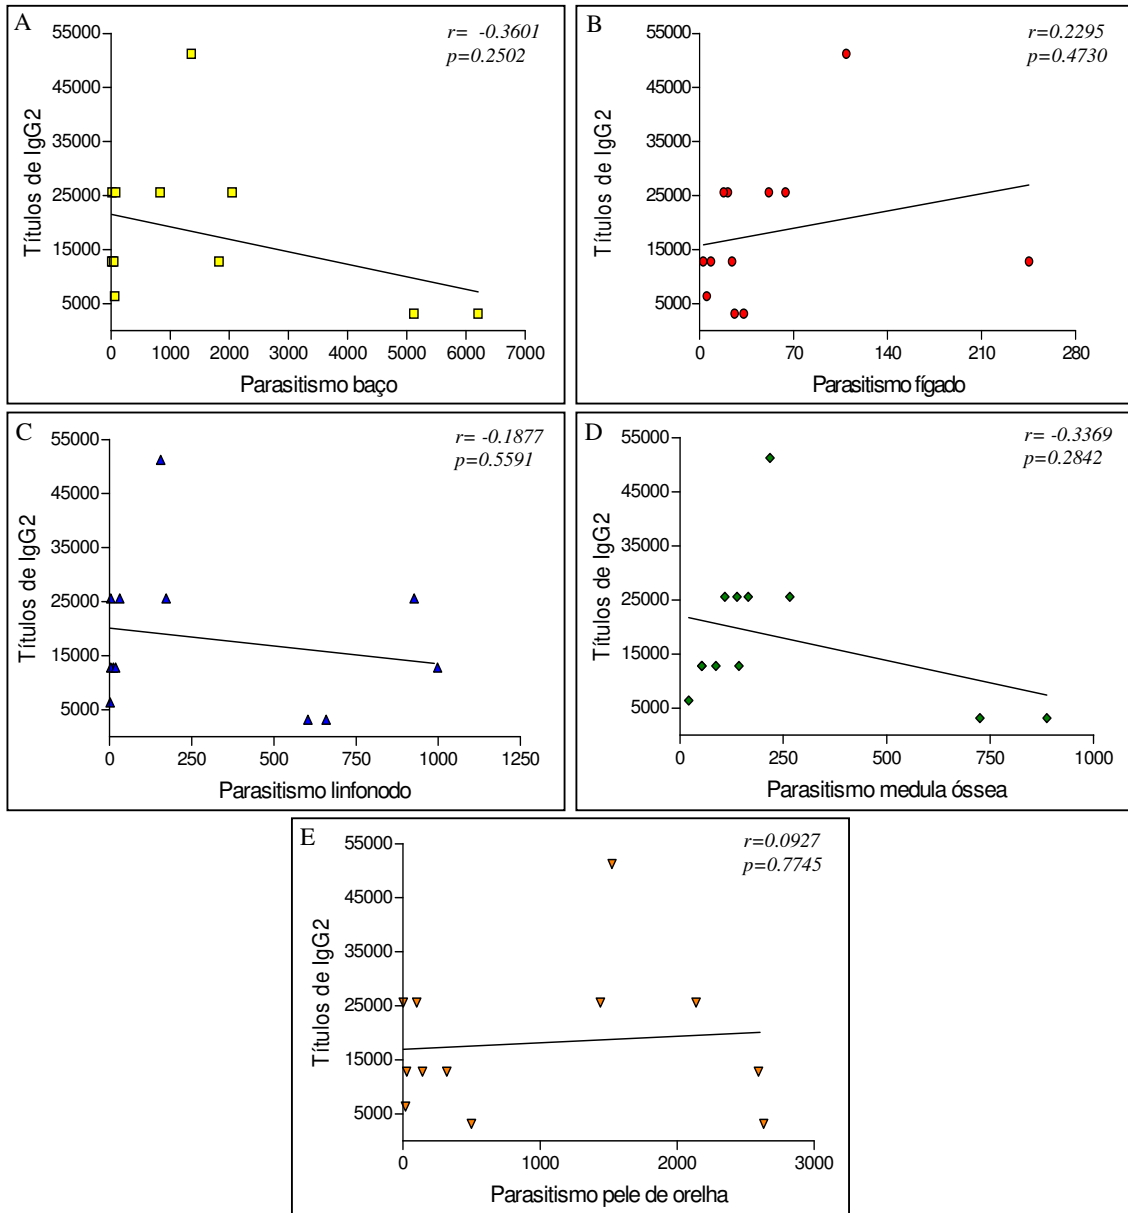 A
r= -0.3601
p=0.2502
Títulos de IgG2
55000
45000
35000
25000
15000
5000
0 1000 2000 3000 4000 5000 6000 7000
Parasitismo baço
B
r=0.2295
p=0.4730
Títulos de IgG2
55000
45000
35000
25000
15000
5000
0 70 140 210 280
Parasitismo fígado
C
r= -0.1877
p=0.5591
Títulos de IgG2
55000
45000
35000
25000
15000
5000
0 250 500 750 1000 1250
Parasitismo linfonodo
D
r= -0.3369
p=0.2842
Títulos de IgG2
55000
45000
35000
25000
15000
5000
0 250 500 750 1000
Parasitismo medula óssea
E
r=0.0927
p=0.7745
Títulos de IgG2
55000
45000
35000
25000
15000
5000
0 1000 2000 3000
Parasitismo pele de orelha